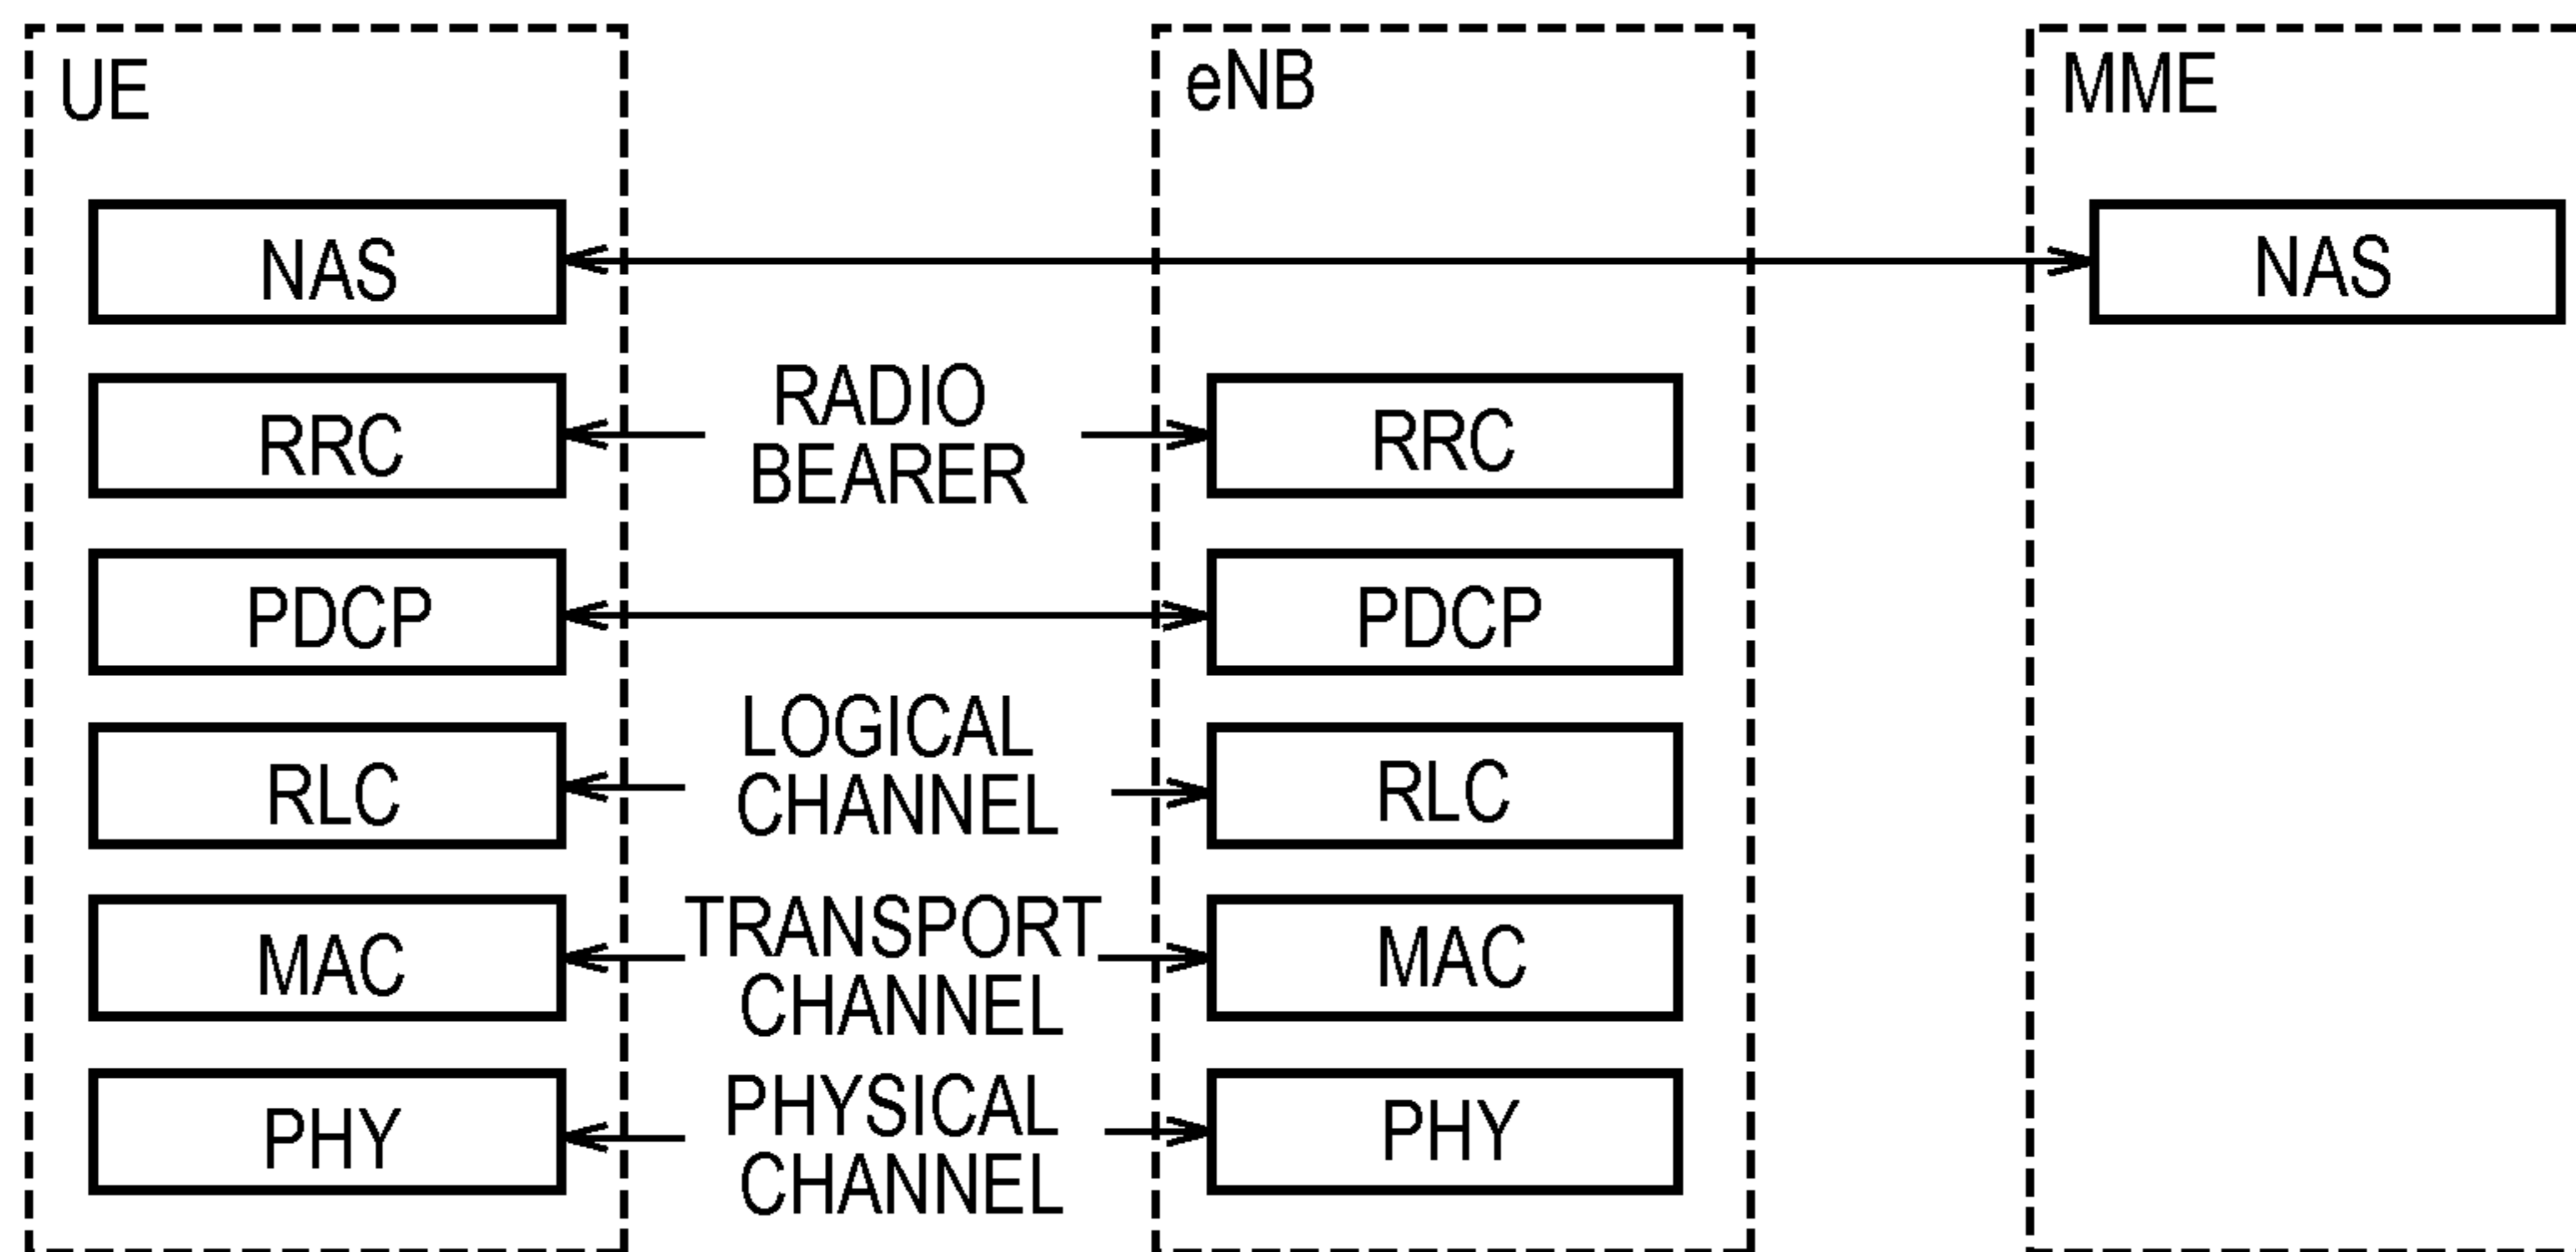 UE
eNB
MME
NAS
NAS
RRC
RADIO
BEARER
RRC
PDCP
PDCP
RLC
LOGICAL
CHANNEL
RLC
MAC
TRANSPORT
CHANNEL
MAC
PHY
PHYSICAL
CHANNEL
PHY